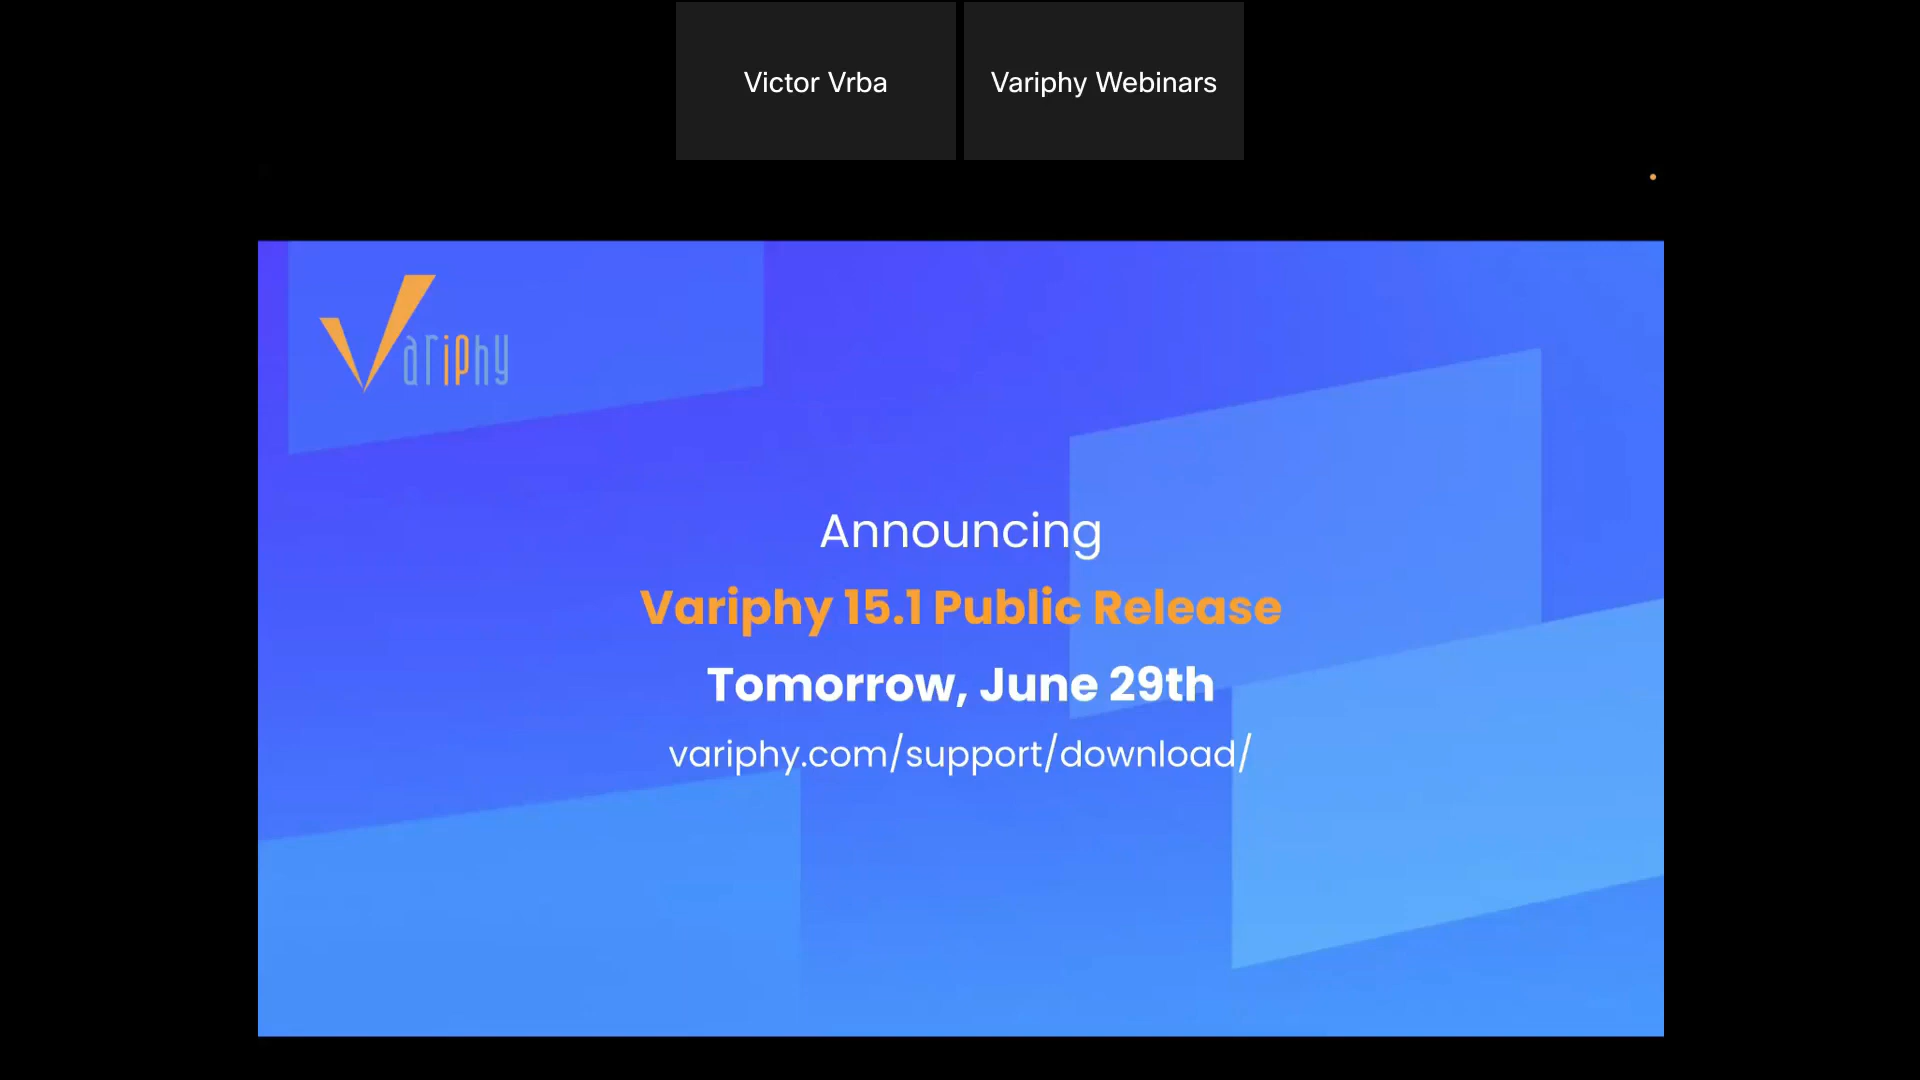 Victor Vrba
Variphy Webinars
Variphy
Announcing
Variphy 15.1 Public Release
Tomorrow, June 29th
variphy.com/support/download/